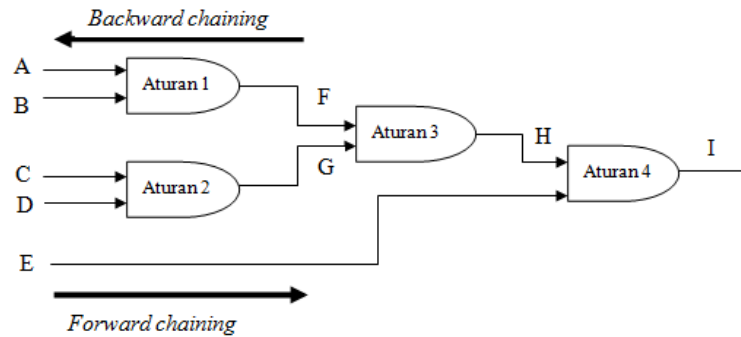 Backward chaining
A
B
Aturan 1
F
Aturan 3
H
I
C
D
Aturan 2
G
Aturan 4
E
Forward chaining